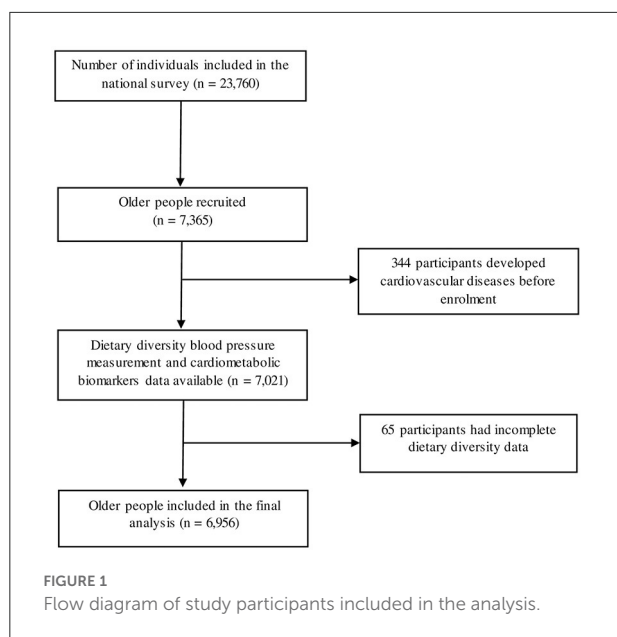 Number of individuals included in the
national survey (n = 23,760)
Older people recruited
(n = 7,365)
344 participants developed
cardiovascular diseases before
enrolment
Dietary diversity blood pressure
measurement and cardiometabolic
biomarkers data available (n = 7,021)
65 participants had incomplete
dietary diversity data
Older people included in the final
analysis (n = 6,956)
FIGURE 1
Flow diagram of study participants included in the analysis.